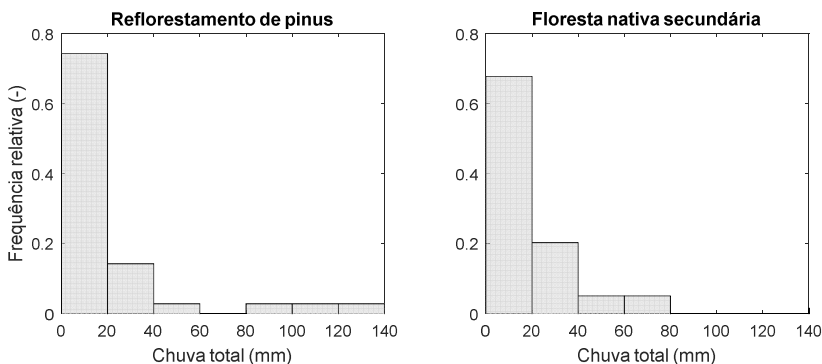 Reflorestamento de pinus
0.8
0.6
0.4
0.2
0
Frequência relativa (-)
0 20 40 60 80 100 120 140
Chuva total (mm)
Floresta nativa secundária
0.8
0.6
0.4
0.2
0
0 20 40 60 80 100 120 140
Chuva total (mm)